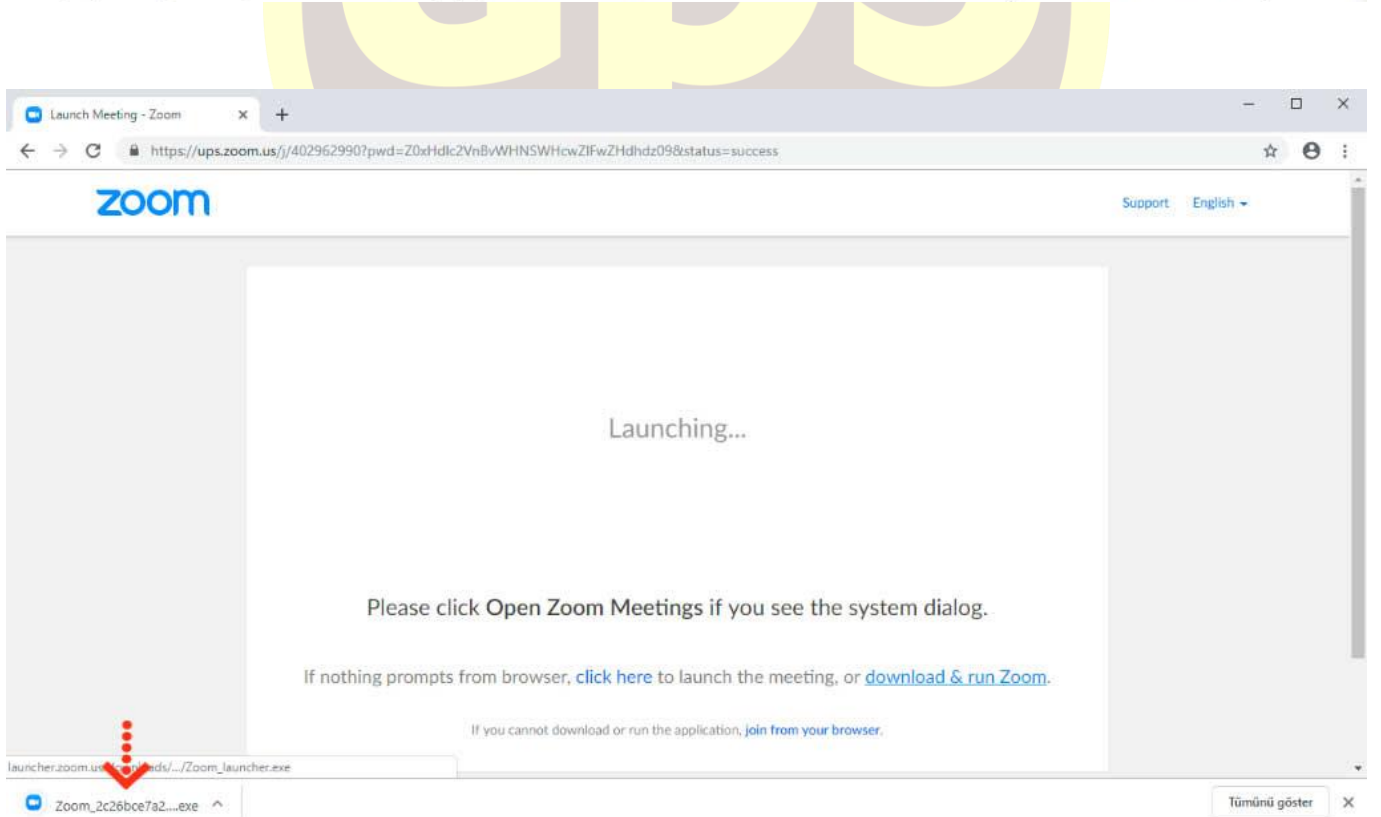 ups
Launch Meeting - Zoom
https://ups.zoom.us/j/402962990?pwd=Z0xHdlc2VnBvWHNSWHcwZlFwZHdhdz09&status=success
zoom
Support English
Launching...
Please click Open Zoom Meetings if you see the system dialog.
If nothing prompts from browser, click here to launch the meeting, or download & run Zoom.
If you cannot download or run the application, join from your browser.
/Zoom_launcher.exe
Zoom_2c26bce7a2....exe
Tümünü göster